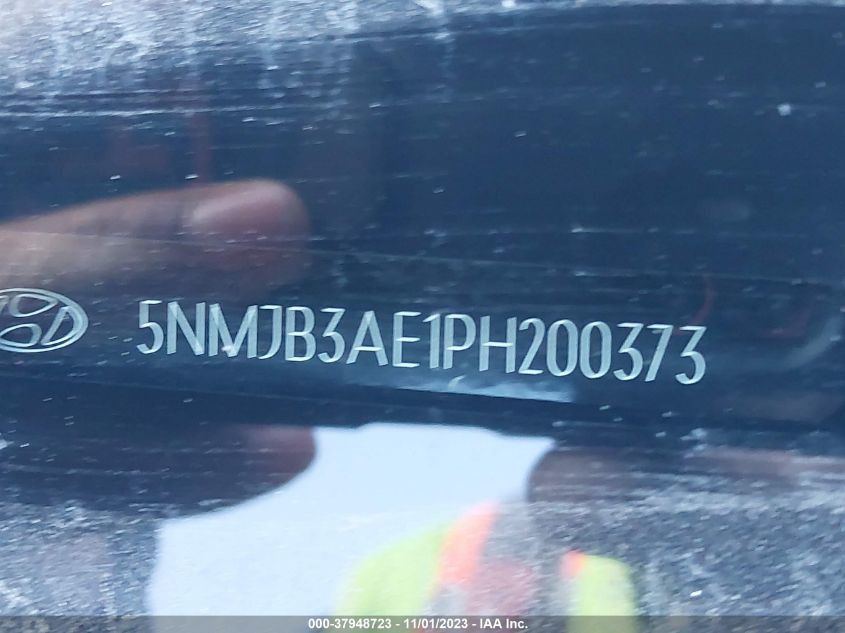 5NMJB3AE1PH200373
000-37948723 - 11/01/2023 - IAA Inc.